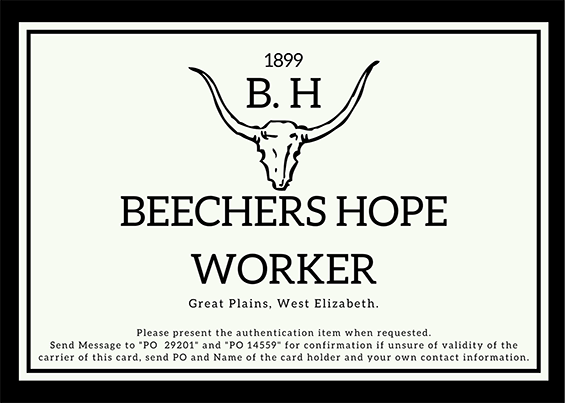 1899
B. H
BEECHERS HOPE
WORKER
Great Plains, West Elizabeth.
Please present the authentication item when requested.
Send Message to "PO 29201" and "PO 14559" for confirmation if unsure of validity of the
carrier of this card, send PO and Name of the card holder and your own contact information.